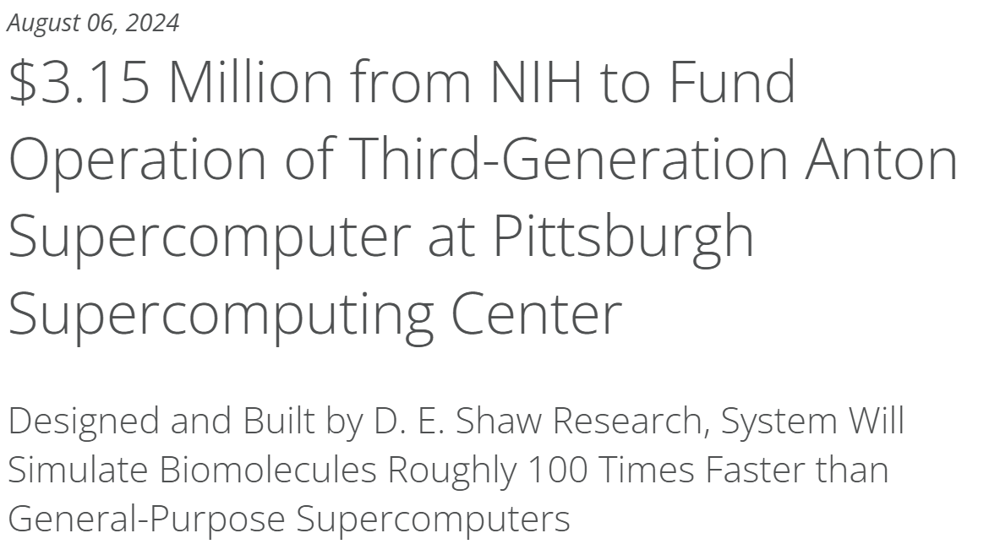 August 06, 2024
$3.15 Million from NIH to Fund
Operation of Third-Generation Anton
Supercomputer at Pittsburgh
Supercomputing Center
Designed and Built by D. E. Shaw Research, System Will
Simulate Biomolecules Roughly 100 Times Faster than
General-Purpose Supercomputers